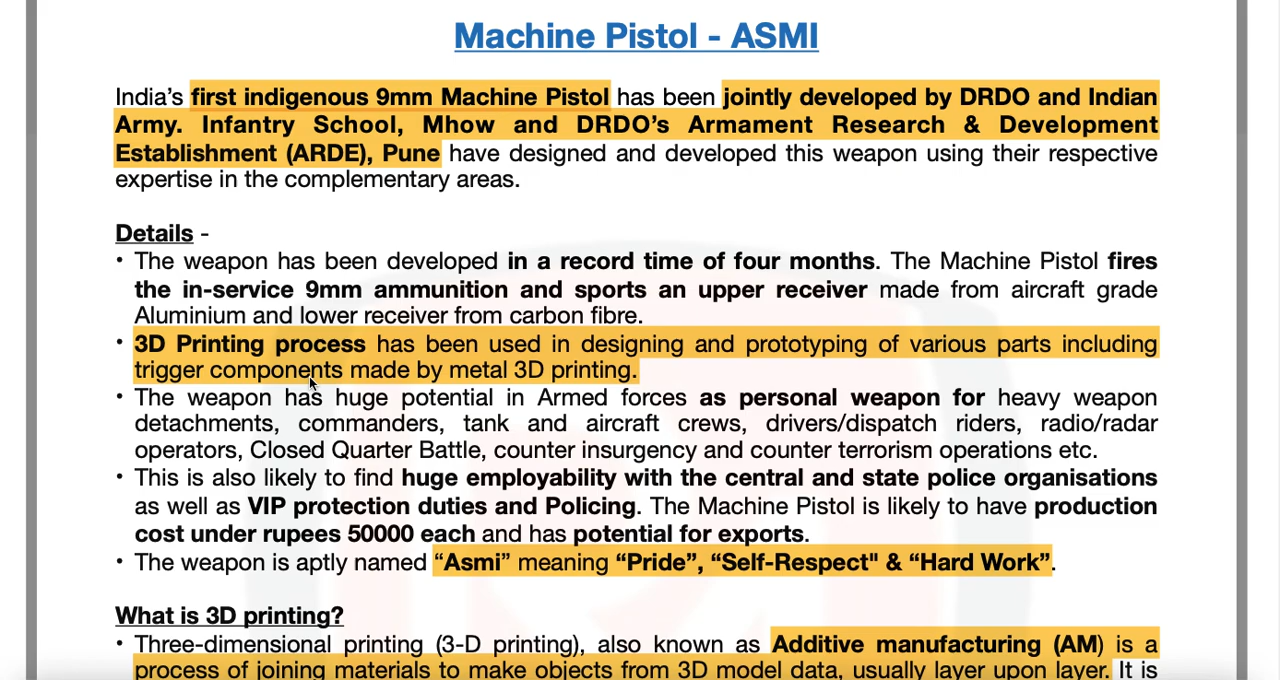 Machine Pistol - ASMI
India’s first indigenous 9mm Machine Pistol has been jointly developed by DRDO and Indian
Army. Infantry School, Mhow and DRDO’s Armament Research & Development
Establishment (ARDE), Pune have designed and developed this weapon using their respective
expertise in the complementary areas.
Details -
• The weapon has been developed in a record time of four months. The Machine Pistol fires
the in-service 9mm ammunition and sports an upper receiver made from aircraft grade
Aluminium and lower receiver from carbon fibre.
• 3D Printing process has been used in designing and prototyping of various parts including
trigger components made by metal 3D printing.
• The weapon has huge potential in Armed forces as personal weapon for heavy weapon
detachments, commanders, tank and aircraft crews, drivers/dispatch riders, radio/radar
operators, Closed Quarter Battle, counter insurgency and counter terrorism operations etc.
• This is also likely to find huge employability with the central and state police organisations
as well as VIP protection duties and Policing. The Machine Pistol is likely to have production
cost under rupees 50000 each and has potential for exports.
• The weapon is aptly named “Asmi” meaning “Pride”, “Self-Respect" & “Hard Work”.
What is 3D printing?
• Three-dimensional printing (3-D printing), also known as Additive manufacturing (AM) is a
process of joining materials to make objects from 3D model data, usually layer upon layer. It is